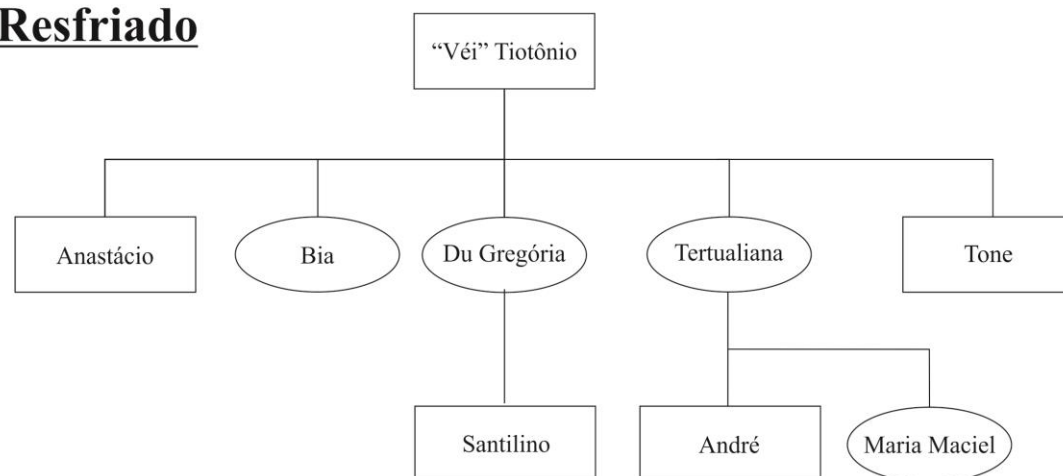 Resfriado
“Véi” Tiotônio
Anastácio
Bia
Du Gregória
Tertualiana
Tone
Santilino
André
Maria Maciel